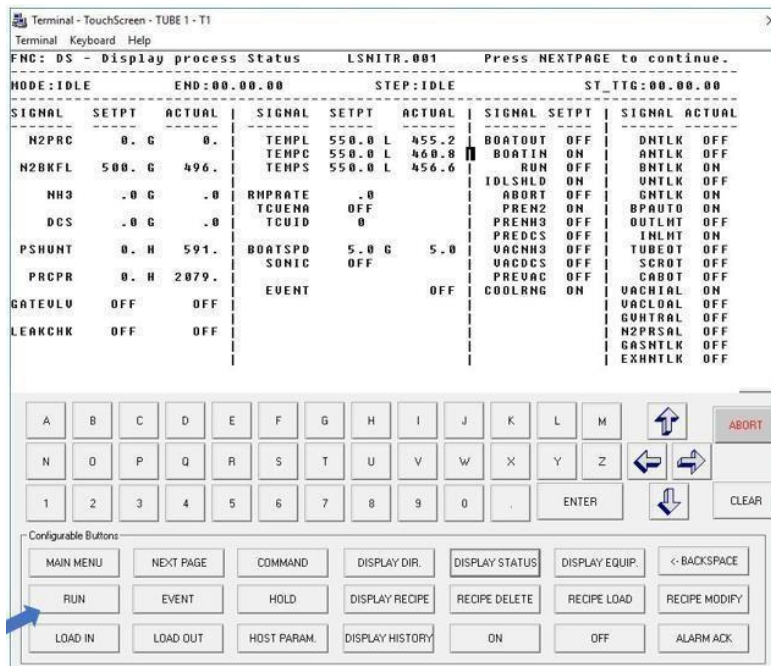 Terminal - TouchScreen - TUBE 1 - T1
Terminal Keyboard Help
FNC: DS - Display process Status LSNITR.001 Press NEXTPAGE to continue.
MODE:IDLE END:00.00.00 STEP:IDLE ST_TTG:00.00.00
SIGNAL SETPT ACTUAL | SIGNAL SETPT ACTUAL | SIGNAL SETPT | SIGNAL ACTUAL
N2PRC 0. G 0. | TEMPL 550.0 L 455.2 | BOATOUT OFF | DNTLK OFF
TEMPC 550.0 L 460.8 BOATIN ON | ANTLK OFF
N2BKFL 500. G 496. | TEMPS 550.0 L 456.6 | RUN OFF | BNTLK ON
| IDLSHLD ON | VNTLK OFF
NH3 .0 G .0 | RMPRATE .0 | ABORT OFF | GNTLK ON
| TCUENA OFF | PREN2 ON | BPAUTO ON
DCS .0 G .0 | TCUID 0 | PRENH3 OFF | OUTLMT OFF
| PREDCS OFF | INLMT ON
PSHUNT 0. H 591. | BOATSPD 5.0 G 5.0 | VACNH3 OFF | TUBEOT OFF
| SONIC OFF | VACDCS OFF | SCROT OFF
PRCPR 0. H 2079. | PREVAC OFF | CABOT OFF
| EVENT OFF | COOLRNG ON | VACHIAL ON
GATEVLV OFF OFF | VACLOAL OFF
| GVHTRAL OFF
LEAKCHK OFF OFF | N2PRSAL OFF
| GASNTLK OFF
| EXHNTLK OFF
A B C D E F G H I J K L M ABORT
N O P Q R S T U V W X Y Z
1 2 3 4 5 6 7 8 9 0 . ENTER CLEAR
Configurable Buttons
MAIN MENU NEXT PAGE COMMAND DISPLAY DIR. DISPLAY STATUS DISPLAY EQUIP. <- BACKSPACE
RUN EVENT HOLD DISPLAY RECIPE RECIPE DELETE RECIPE LOAD RECIPE MODIFY
LOAD IN LOAD OUT HOST PARAM. DISPLAY HISTORY ON OFF ALARM ACK